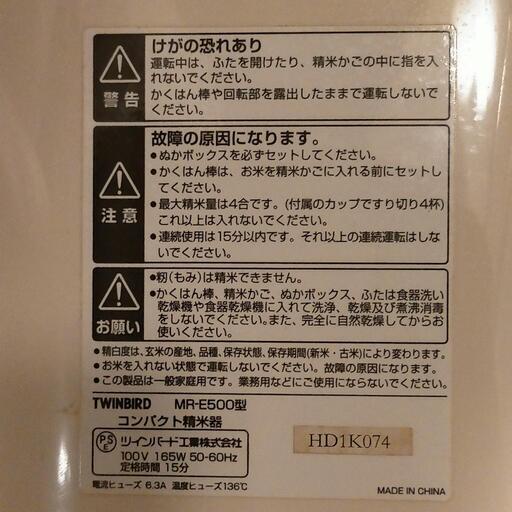 けがの恐れあり
運転中は、ふたを開けたり、精米かごの中に指を
れないでください。
かくはん棒や回転部を露出したままで運転しないで
ください。
警告
故障の原因になります。
●ぬかボックスを必ずセットしてください。
●かくはん棒は、お米を精米かごに入れる前にセットし
てください。
●最大精米量は4合です。(付属のカップですり切り4杯)
これ以上は入れないでください。
●連続使用は15分以内です。それ以上の連続運転はしな
いでください。
注意
●籾(もみ)は精米できません。
●かくはん棒、精米かご、ぬかボックス、ふたは食器洗い
乾燥機や食器乾燥機に入れて洗浄、乾燥及び煮沸消毒
をしないでください。また、完全に自然乾燥してからお
使いください。
お願い
●精白度は、玄米の産地、品種、保存状態、保存期間(新米・古米)により変わります。
●お米を入れない状態で運転しないでください。故障の原因になります。
●この製品は一般家庭用です。業務用などにご使用にならないでください。
TWINBIRD MR-E500型
コンパクト精米器
PSE ツインバード工業株式会社
100V 165W 50-60Hz
定格時間 15分
電流ヒューズ 6.3A 温度ヒューズ136℃
HD1K074
MADE IN CHINA